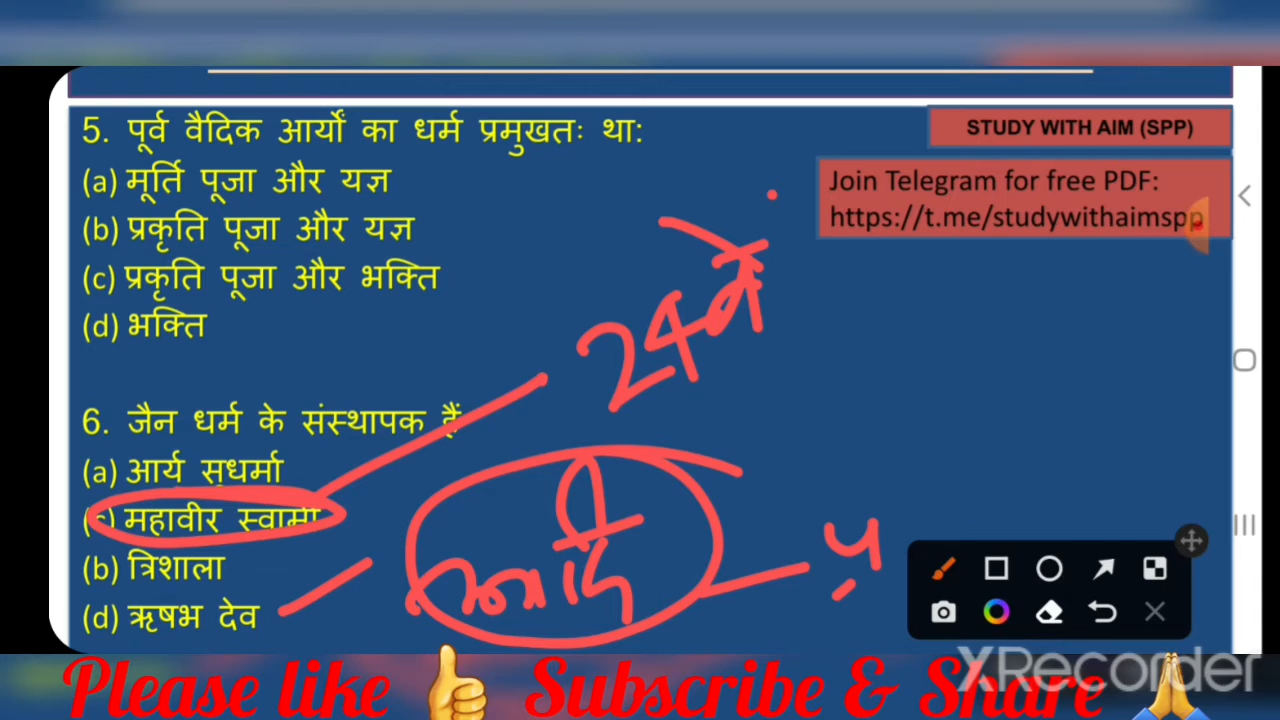 5. पूर्व वैदिक आर्यों का धर्म प्रमुखतः था:
(a) मूर्ति पूजा और यज्ञ
(b) प्रकृति पूजा और यज्ञ
(c) प्रकृति पूजा और भक्ति
(d) भक्ति
STUDY WITH AIM (SPP)
Join Telegram for free PDF:
https://t.me/studywithaimspp
24वें
6. जैन धर्म के संस्थापक हैं
(a) आर्य सुधर्मा
महावीर स्वामी
(b) त्रिशाला
(d) ऋषभ देव
Please like Subscribe & Share
XRecorder